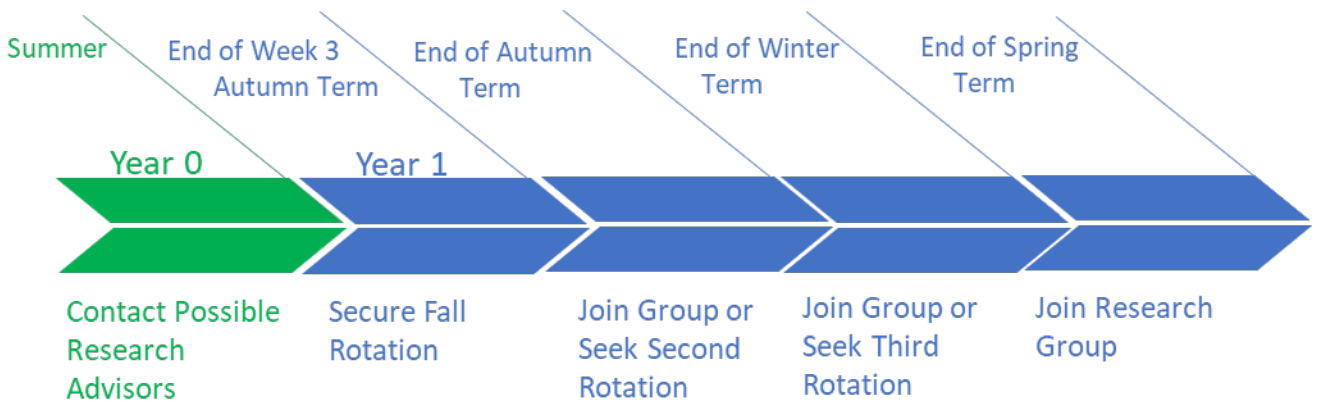 Summer
End of Week 3
Autumn Term
End of Autumn
Term
End of Winter
Term
End of Spring
Term
Year 0
Year 1
Contact Possible
Research
Advisors
Secure Fall
Rotation
Join Group or
Seek Second
Rotation
Join Group or
Seek Third
Rotation
Join Research
Group